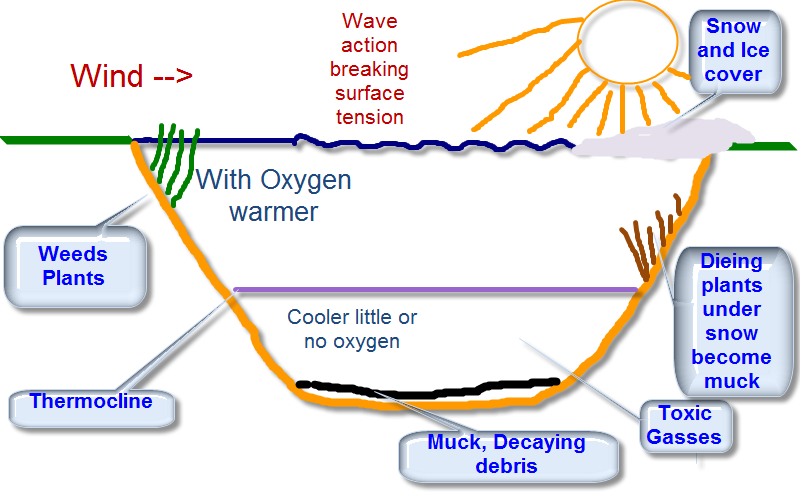 Wind -->
Wave
action
breaking
surface
tension
Snow
and Ice
cover
With Oxygen
warmer
Weeds
Plants
Dieing
plants
under
snow
become
muck
Cooler little or
no oxygen
Thermocline
Toxic
Gasses
Muck, Decaying
debris